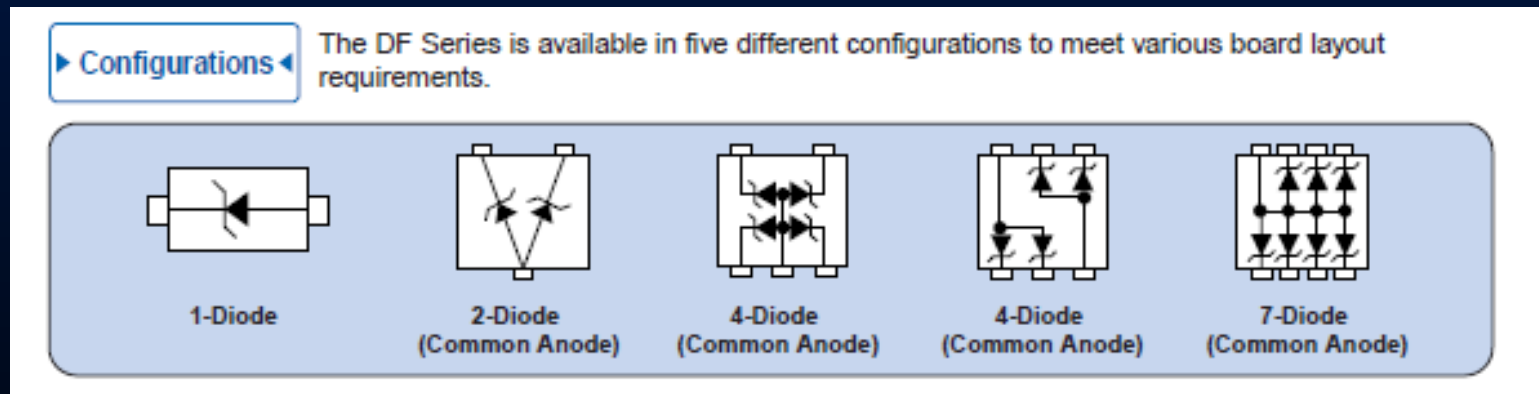 Configurations
The DF Series is available in five different configurations to meet various board layout
requirements.
1-Diode
2-Diode
(Common Anode)
4-Diode
(Common Anode)
4-Diode
(Common Anode)
7-Diode
(Common Anode)